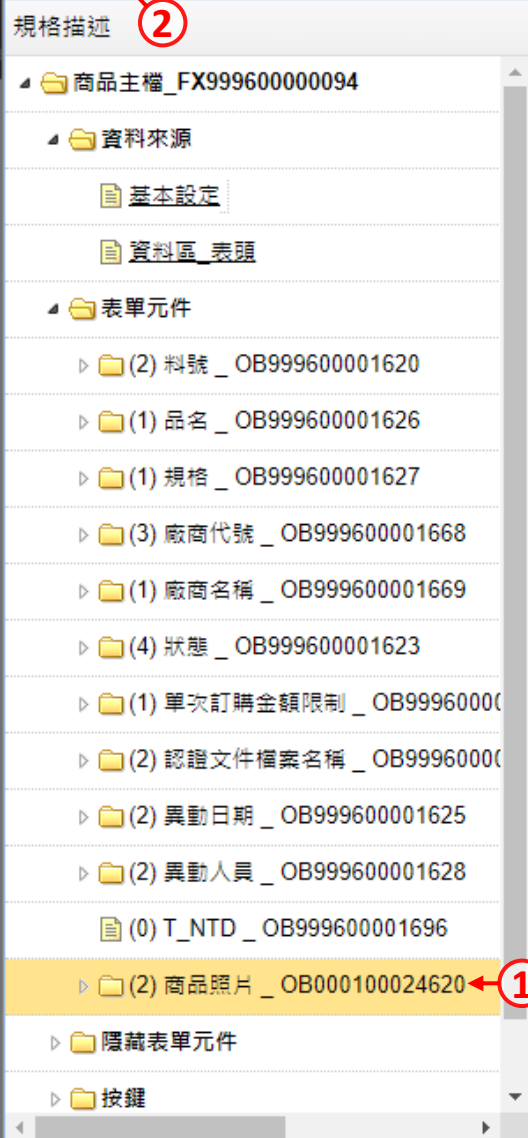 規格描述
2
商品主檔_FX999600000094
資料來源
基本設定
資料區_表頭
表單元件
(2) 料號 _ OB999600001620
(1) 品名 _ OB999600001626
(1) 規格 _ OB999600001627
(3) 廠商代號 _ OB999600001668
(1) 廠商名稱 _ OB999600001669
(4) 狀態 _ OB999600001623
(1) 單次訂購金額限制 _ OB99960000
(2) 認證文件檔案名稱 _ OB99960000
(2) 異動日期 _ OB999600001625
(2) 異動人員 _ OB999600001628
(0) T_NTD _ OB999600001696
(2) 商品照片 _ OB000100024620
1
隱藏表單元件
按鍵